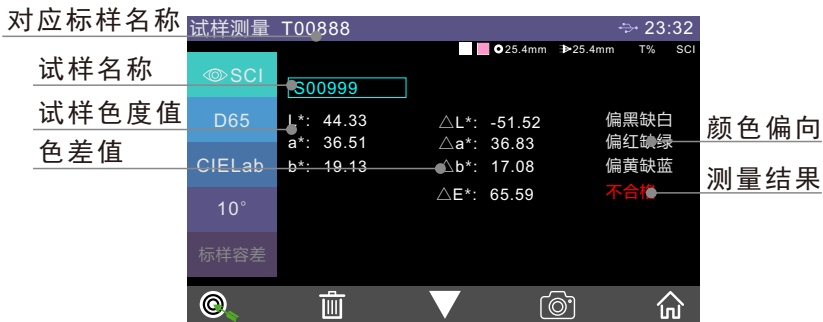 对应标样名称
试样测量 T00888
23:32
25.4mm 25.4mm T% SCI
试样名称
SCI
S00999
试样色度值
D65
L*: 44.33 △L*: -51.52 偏黑缺白
颜色偏向
a*: 36.51 △a*: 36.83 偏红缺绿
色差值
CIELab
b*: 19.13 △b*: 17.08 偏黄缺蓝
测量结果
△E*: 65.59 不合格
10°
标样容差